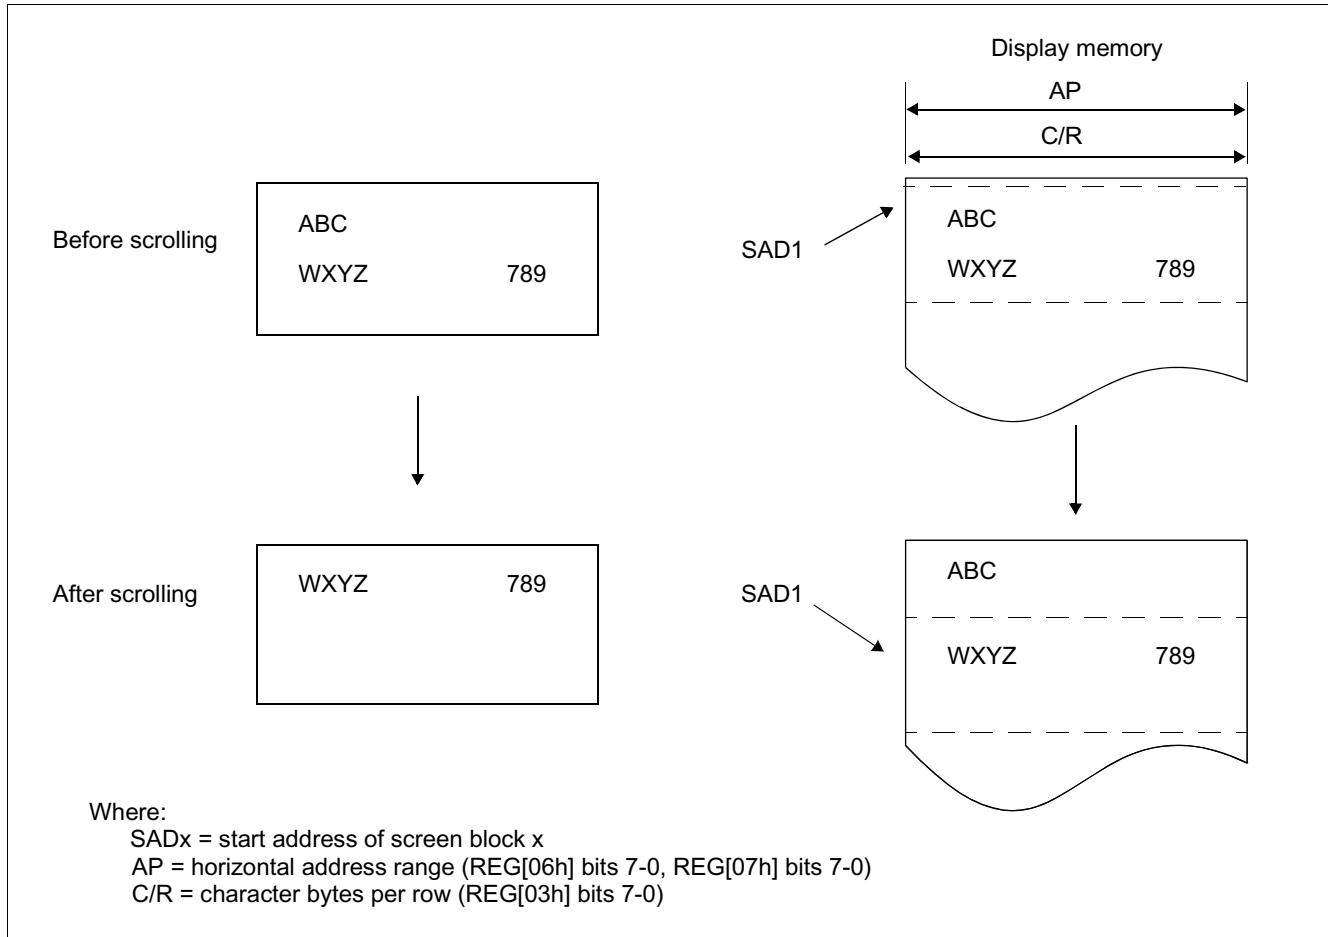 Display memory
AP
C/R
Before scrolling
ABC
WXYZ 789
SAD1
ABC
WXYZ 789
After scrolling
WXYZ 789
SAD1
ABC
WXYZ 789
Where:
SADx = start address of screen block x
AP = horizontal address range (REG[06h] bits 7-0, REG[07h] bits 7-0)
C/R = character bytes per row (REG[03h] bits 7-0)